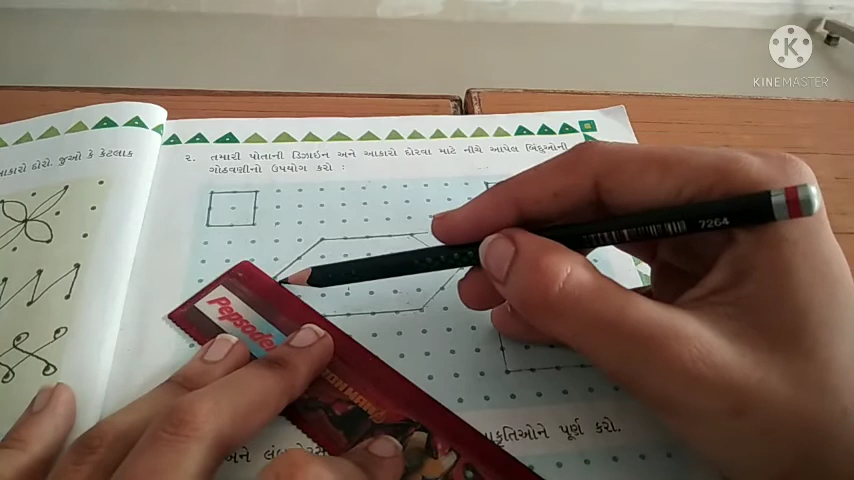 આકારો દોરો. જુઓ કે કેટલાક
૨. તમારી પોતાની ડિઝાઇન અને આકારો દોરવા માટે નીચે આપેલ બિંદુઓની
ગોઠવણીનો ઉપયોગ કરો :
7264
Pepsodent
અને
આકૃતિઓને પૂર્ણ કરો.
KINEMASTER